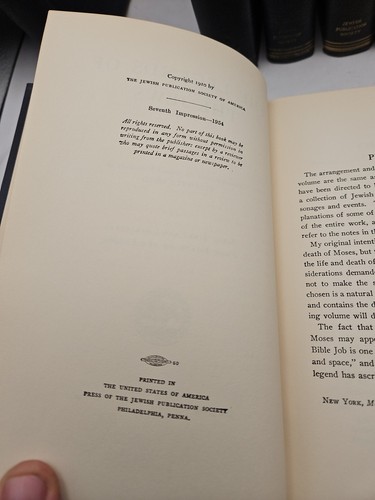 Copyright 1910 by
THE JEWISH PUBLICATION SOCIETY OF AMERICA
Seventh Impression—1954
All rights reserved. No part of this book may be
reproduced in any form without permission in
writing from the publisher: except by a reviewer
who may quote brief passages in a review to be
printed in a magazine or newspaper.
PRINTED IN
THE UNITED STATES OF AMERICA
PRESS OF THE JEWISH PUBLICATION SOCIETY
PHILADELPHIA, PENNA.
P
The arrangement and
volume are the same as
have been directed to
a collection of Jewish
sonages and events.
planations of some of
of the entire work, a
refer to the notes in th
My original intenti
death of Moses, but
the life and death of
siderations demande
not to make the s
chosen is a natural
and contains the d
ing volume will d
The fact that
Moses may appe
Bible Job is one
and space," and
legend has ascr
NEW YORK, M
JEWISH
PUBLICATION
SOCIETY